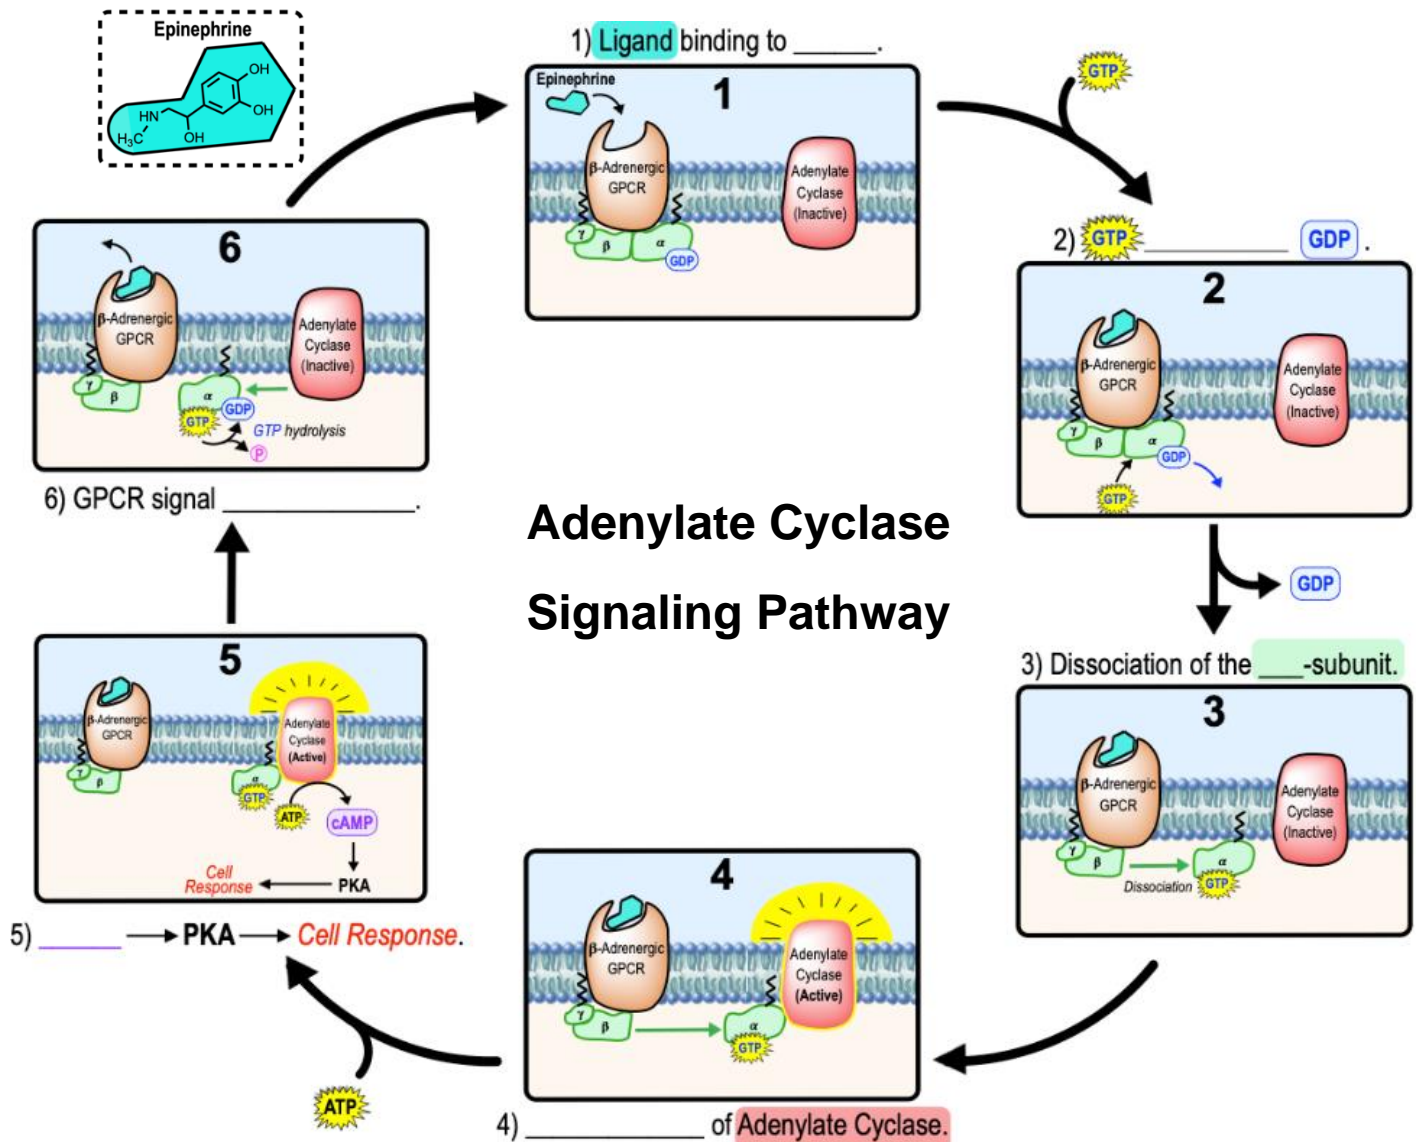 Epinephrine
OH
OH
HN
H₃C
OH
1) Ligand binding to ______.
1
Epinephrine
β-Adrenergic
GPCR
Adenylate
Cyclase
(Inactive)
γ
β
α
GDP
GTP
2) GTP ___________ GDP .
2
β-Adrenergic
GPCR
Adenylate
Cyclase
(Inactive)
γ
β
α
GDP
GTP
GDP
3) Dissociation of the ___-subunit.
3
β-Adrenergic
GPCR
Adenylate
Cyclase
(Inactive)
γ
β
α
Dissociation
GTP
4
β-Adrenergic
GPCR
Adenylate
Cyclase
(Active)
γ
β
α
GTP
4) _____________ of Adenylate Cyclase.
ATP
5
β-Adrenergic
GPCR
Adenylate
Cyclase
(Active)
γ
β
α
GTP
ATP
cAMP
Cell
Response
PKA
5) ______ → PKA → Cell Response.
6
β-Adrenergic
GPCR
Adenylate
Cyclase
(Inactive)
γ
β
α
GDP
GTP
GTP hydrolysis
P
6) GPCR signal ______________.
Adenylate Cyclase
Signaling Pathway